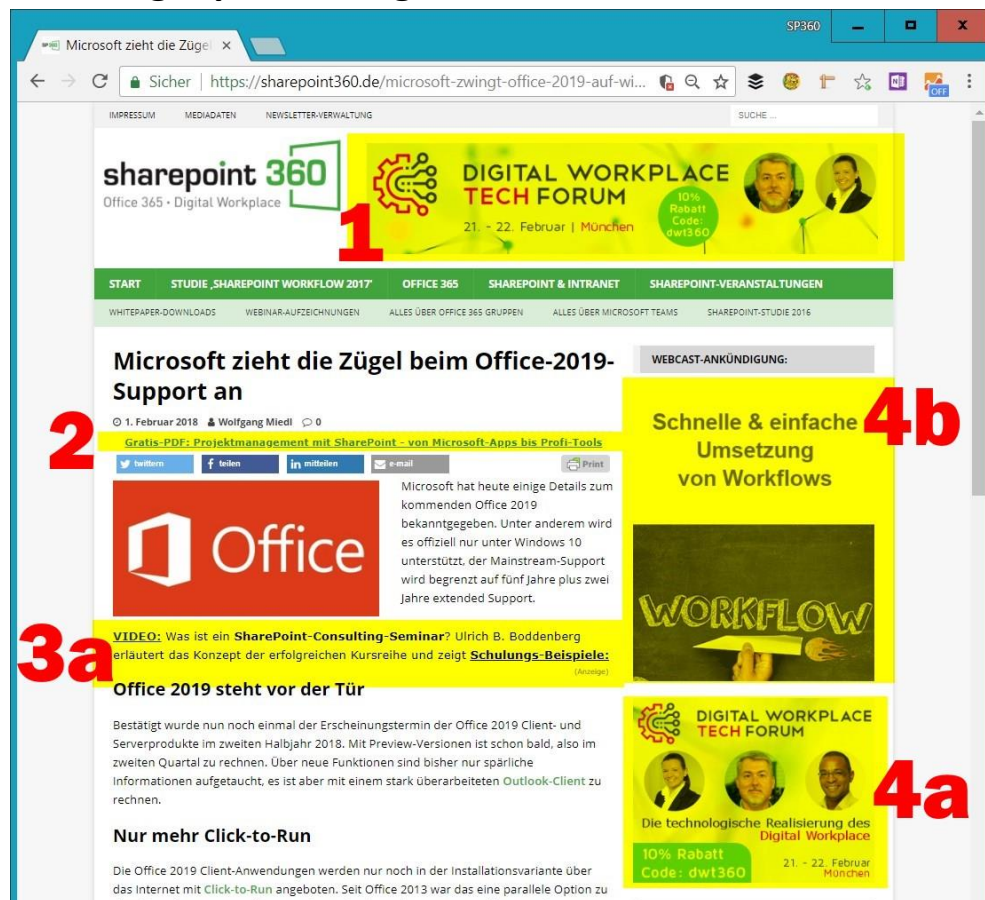 SP360
Microsoft zieht die Zügel
Sicher | https://sharepoint360.de/microsoft-zwingt-office-2019-auf-wi...
OFF
IMPRESSUM MEDIADATEN NEWSLETTER-VERWALTUNG SUCHE ...
sharepoint 360
Office 365 • Digital Workplace
1
DIGITAL WORKPLACE
TECH FORUM
21. - 22. Februar | München
10%
Rabatt
Code:
dwt360
START STUDIE ‚SHAREPOINT WORKFLOW 2017‘ OFFICE 365 SHAREPOINT & INTRANET SHAREPOINT-VERANSTALTUNGEN
WHITEPAPER-DOWNLOADS WEBINAR-AUFZEICHNUNGEN ALLES ÜBER OFFICE 365 GRUPPEN ALLES ÜBER MICROSOFT TEAMS SHAREPOINT-STUDIE 2016
Microsoft zieht die Zügel beim Office-2019-
Support an
1. Februar 2018 Wolfgang Miedl 0
2
Gratis-PDF: Projektmanagement mit SharePoint - von Microsoft-Apps bis Profi-Tools
twittern teilen mitteilen e-mail Print
Office
Microsoft hat heute einige Details zum
kommenden Office 2019
bekanntgegeben. Unter anderem wird
es offiziell nur unter Windows 10
unterstützt, der Mainstream-Support
wird begrenzt auf fünf Jahre plus zwei
Jahre extended Support.
3a
VIDEO: Was ist ein SharePoint-Consulting-Seminar? Ulrich B. Boddenberg
erläutert das Konzept der erfolgreichen Kursreihe und zeigt Schulungs-Beispiele:
(Anzeige)
Office 2019 steht vor der Tür
Bestätigt wurde nun noch einmal der Erscheinungstermin der Office 2019 Client- und
Serverprodukte im zweiten Halbjahr 2018. Mit Preview-Versionen ist schon bald, also im
zweiten Quartal zu rechnen. Über neue Funktionen sind bisher nur spärliche
Informationen aufgetaucht, es ist aber mit einem stark überarbeiteten Outlook-Client zu
rechnen.
Nur mehr Click-to-Run
Die Office 2019 Client-Anwendungen werden nur noch in der Installationsvariante über
das Internet mit Click-to-Run angeboten. Seit Office 2013 war das eine parallele Option zu
WEBCAST-ANKÜNDIGUNG:
4b
Schnelle & einfache
Umsetzung
von Workflows
WORKFLOW
DIGITAL WORKPLACE
TECH FORUM
4a
Die technologische Realisierung des
Digital Workplace
10% Rabatt
Code: dwt360
21. - 22. Februar
München